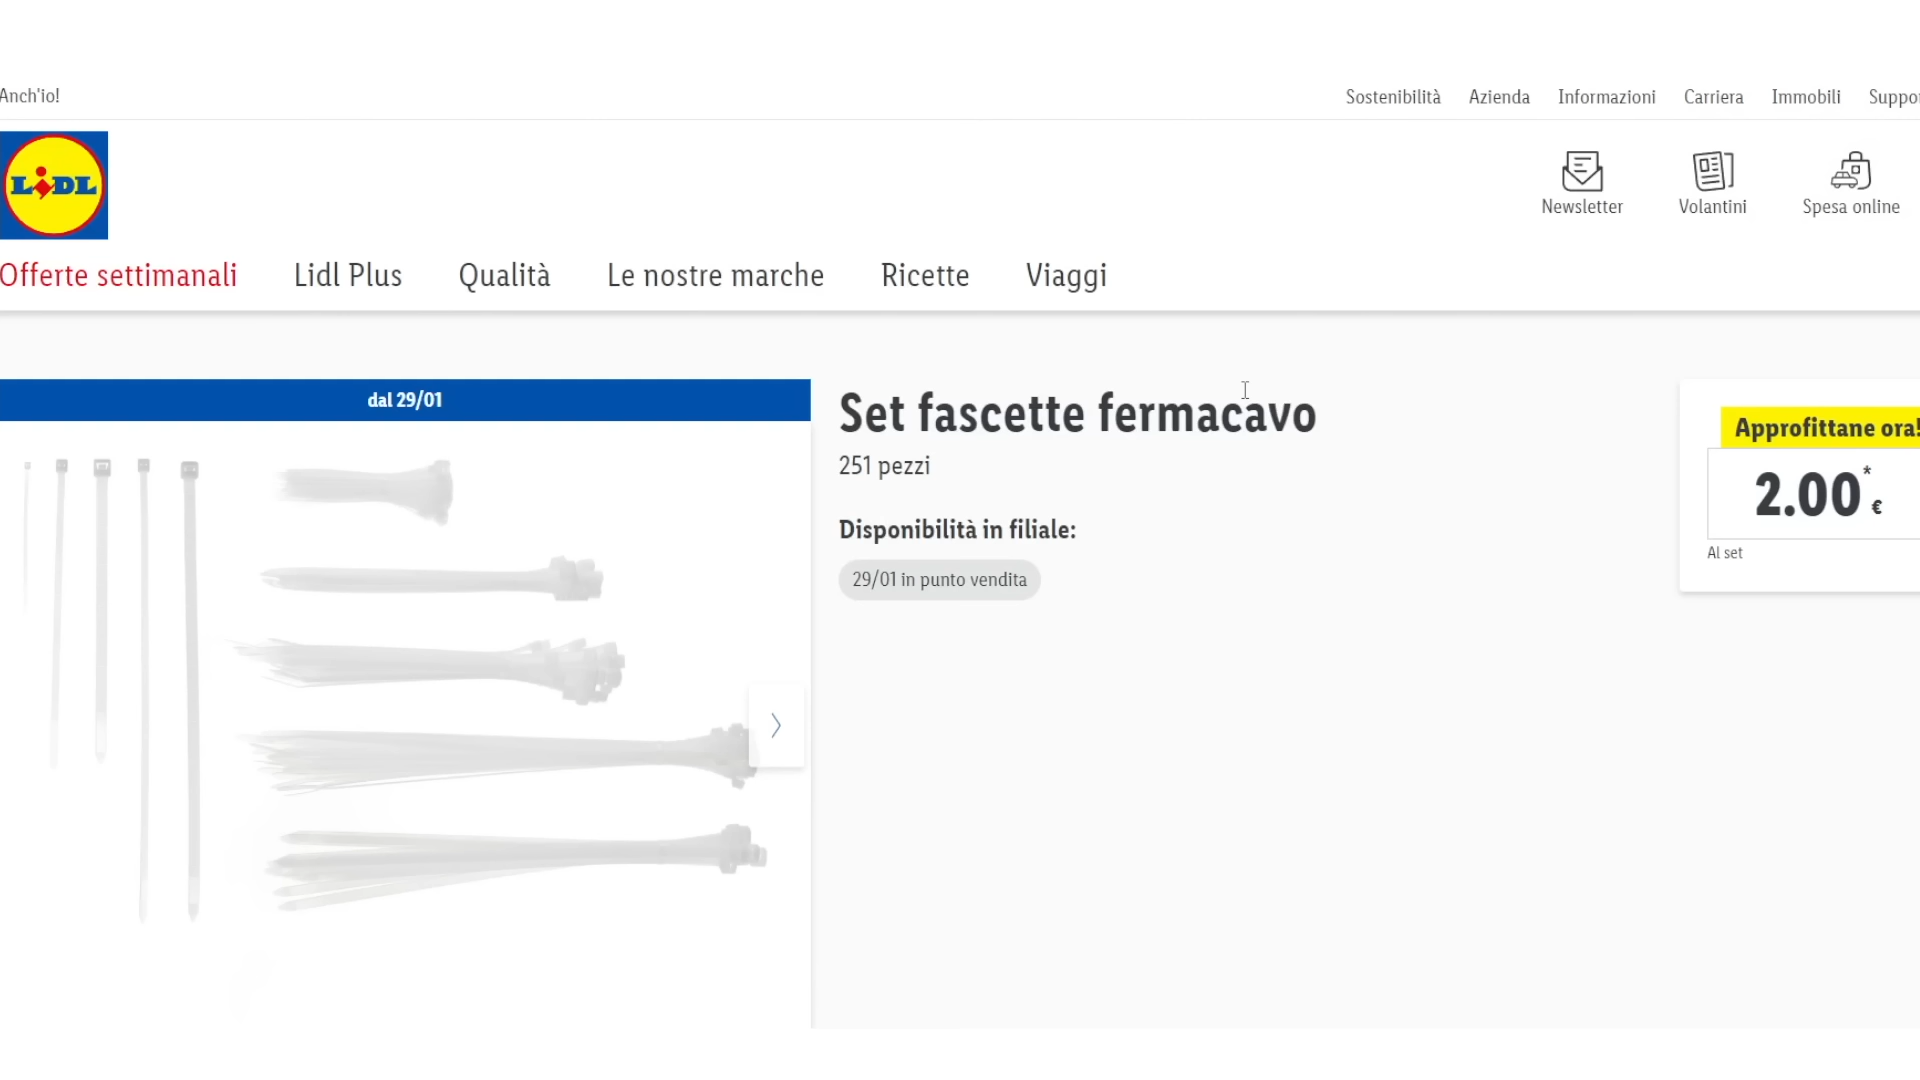 Anch'io!
Sostenibilità Azienda Informazioni Carriera Immobili Suppor
LIDL
Newsletter Volantini Spesa online
Offerte settimanali Lidl Plus Qualità Le nostre marche Ricette Viaggi
dal 29/01
Set fascette fermacavo
251 pezzi
Disponibilità in filiale:
29/01 in punto vendita
Approfittane ora!
2.00*€
Al set